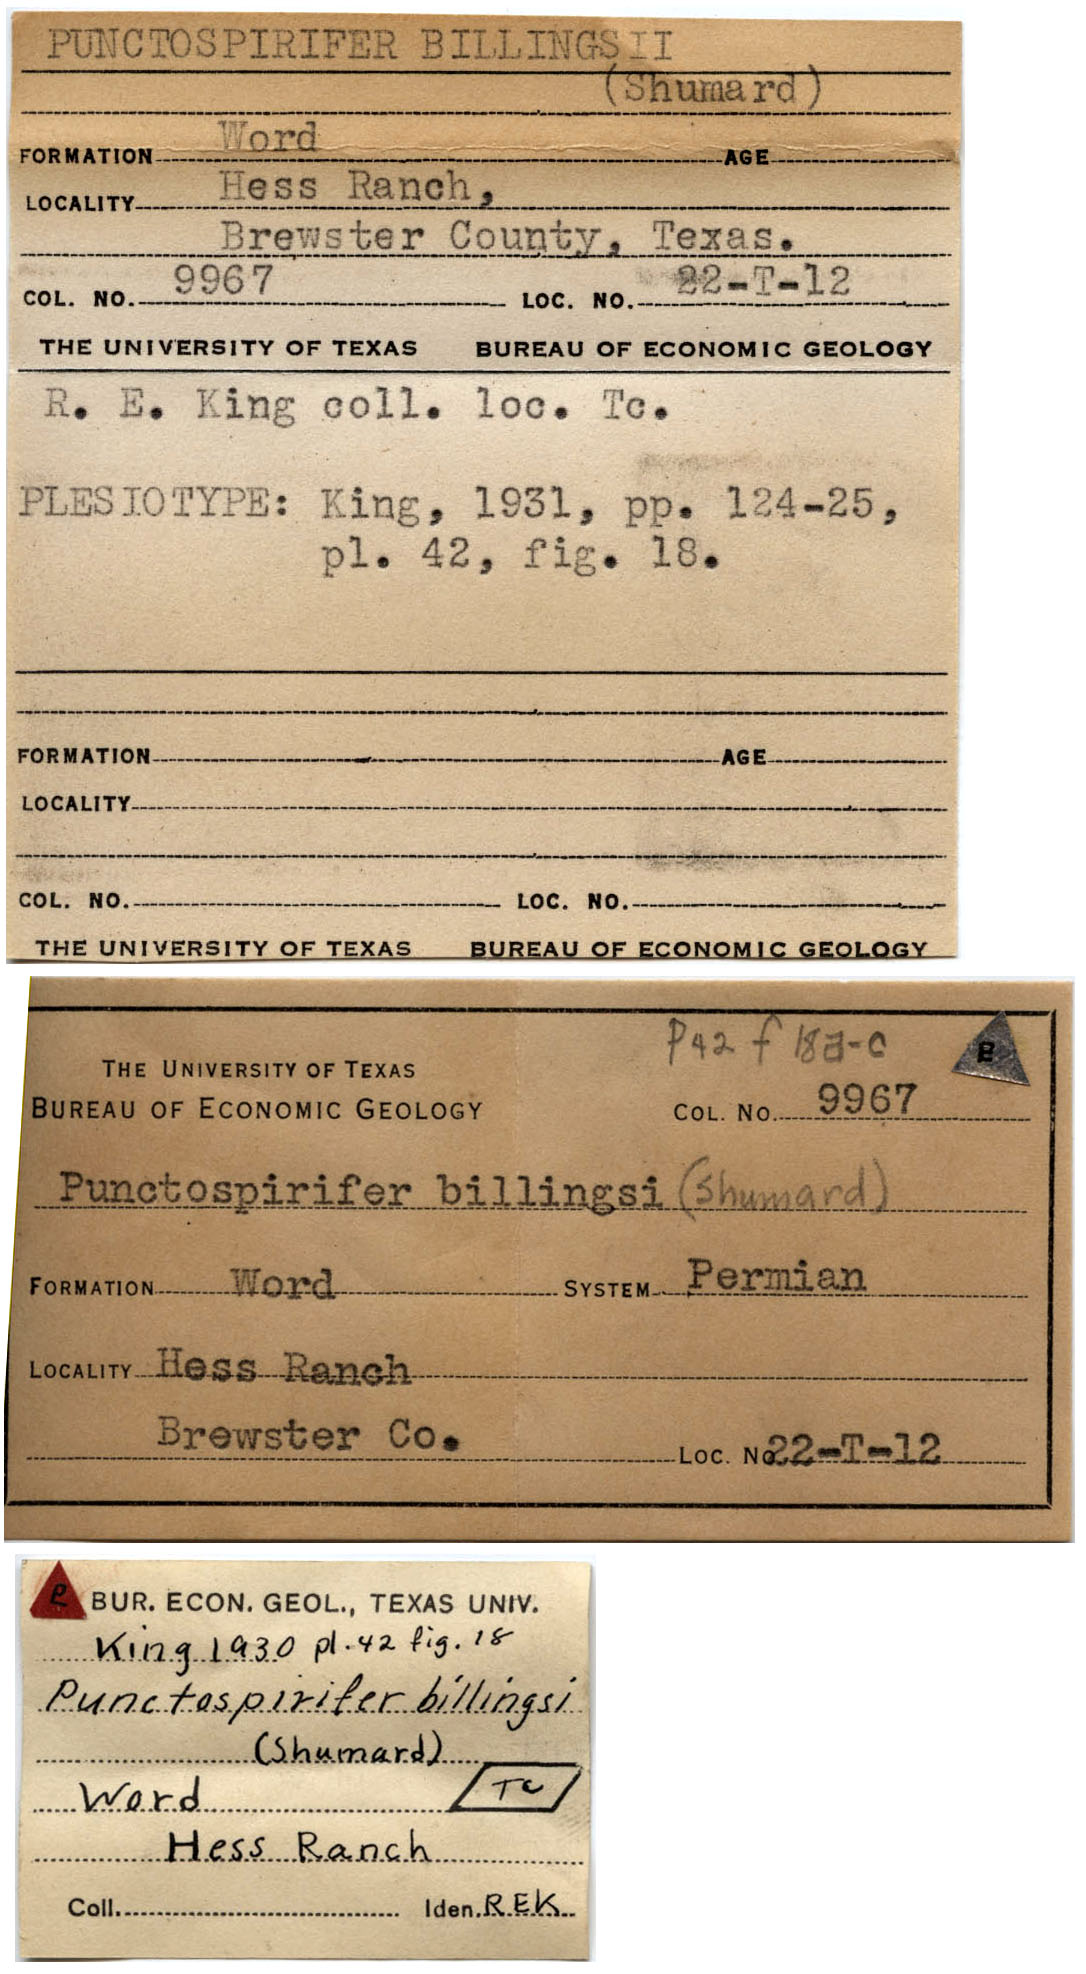 PUNCTOSPIRIFER BILLINGSII
(Shumard)
FORMATION Word AGE
LOCALITY Hess Ranch,
Brewster County, Texas.
COL. NO. 9967 LOC. NO. 22-T-12
THE UNIVERSITY OF TEXAS BUREAU OF ECONOMIC GEOLOGY
R. E. King coll. loc. Tc.
PLESIOTYPE: King, 1931, pp. 124-25,
pl. 42, fig. 18.
FORMATION AGE
LOCALITY
COL. NO. LOC. NO.
THE UNIVERSITY OF TEXAS BUREAU OF ECONOMIC GEOLOGY
P42 f 18a-c
THE UNIVERSITY OF TEXAS
BUREAU OF ECONOMIC GEOLOGY
COL. NO. 9967
Punctospirifer billingsi (Shumard)
FORMATION Word SYSTEM Permian
LOCALITY Hess Ranch
Brewster Co. LOC. No 22-T-12
P BUR. ECON. GEOL., TEXAS UNIV.
King 1930 pl. 42 fig. 18
Punctospirifer billingsi
(Shumard)
Word Tc
Hess Ranch
Coll. Iden. REK